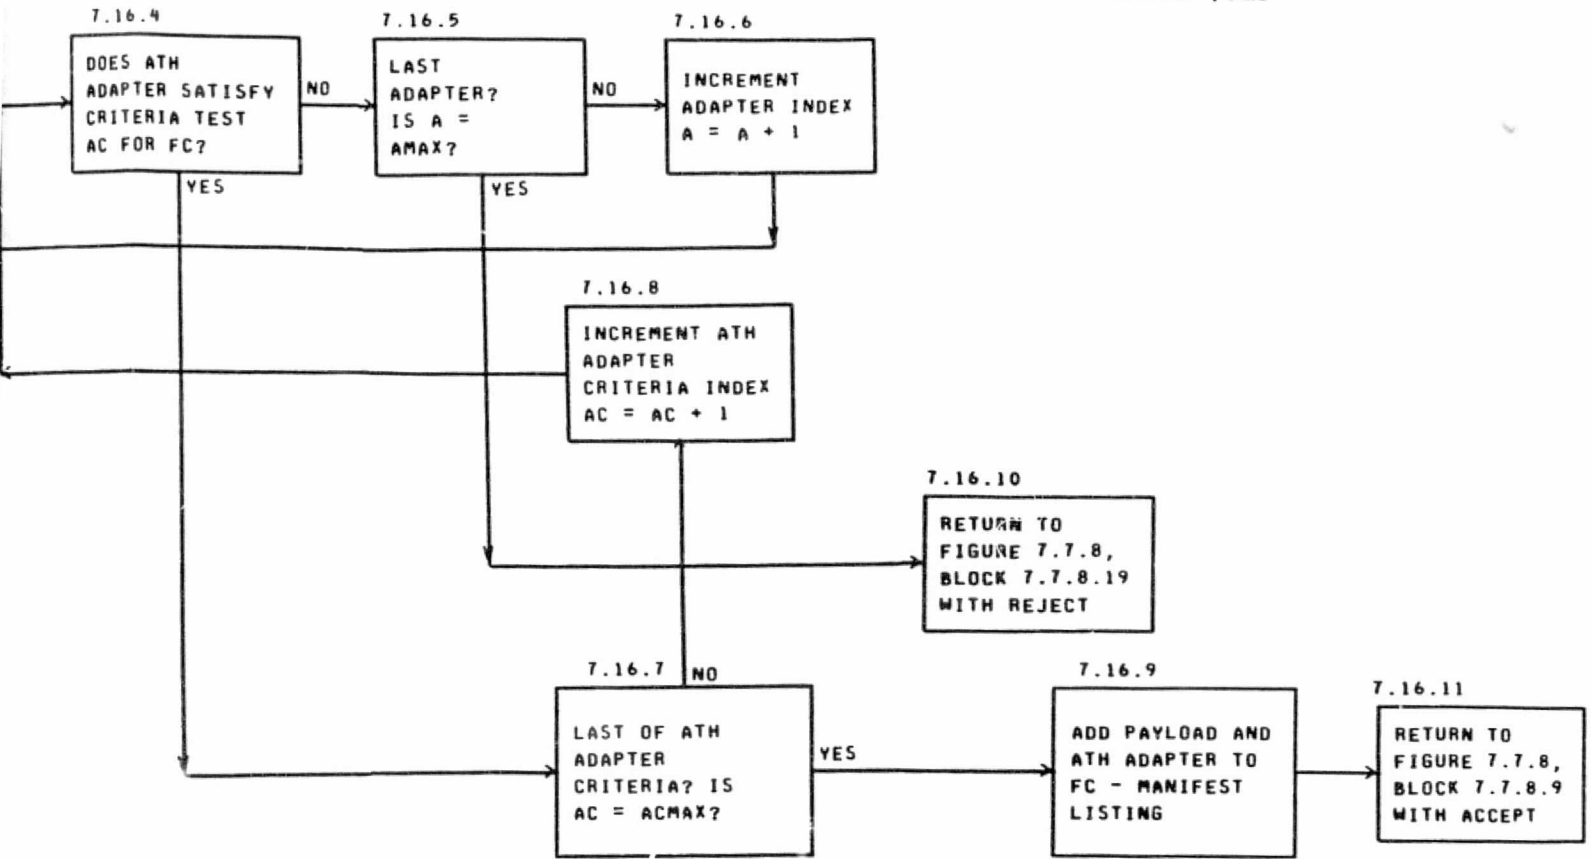 7.16.4
DOES ATH
ADAPTER SATISFY
CRITERIA TEST
AC FOR FC?
NO
YES
7.16.5
LAST
ADAPTER?
IS A =
AMAX?
NO
YES
7.16.6
INCREMENT
ADAPTER INDEX
A = A + 1
7.16.8
INCREMENT ATH
ADAPTER
CRITERIA INDEX
AC = AC + 1
7.16.10
RETURN TO
FIGURE 7.7.8,
BLOCK 7.7.8.19
WITH REJECT
7.16.7
NO
LAST OF ATH
ADAPTER
CRITERIA? IS
AC = ACMAX?
YES
7.16.9
ADD PAYLOAD AND
ATH ADAPTER TO
FC - MANIFEST
LISTING
7.16.11
RETURN TO
FIGURE 7.7.8,
BLOCK 7.7.8.9
WITH ACCEPT